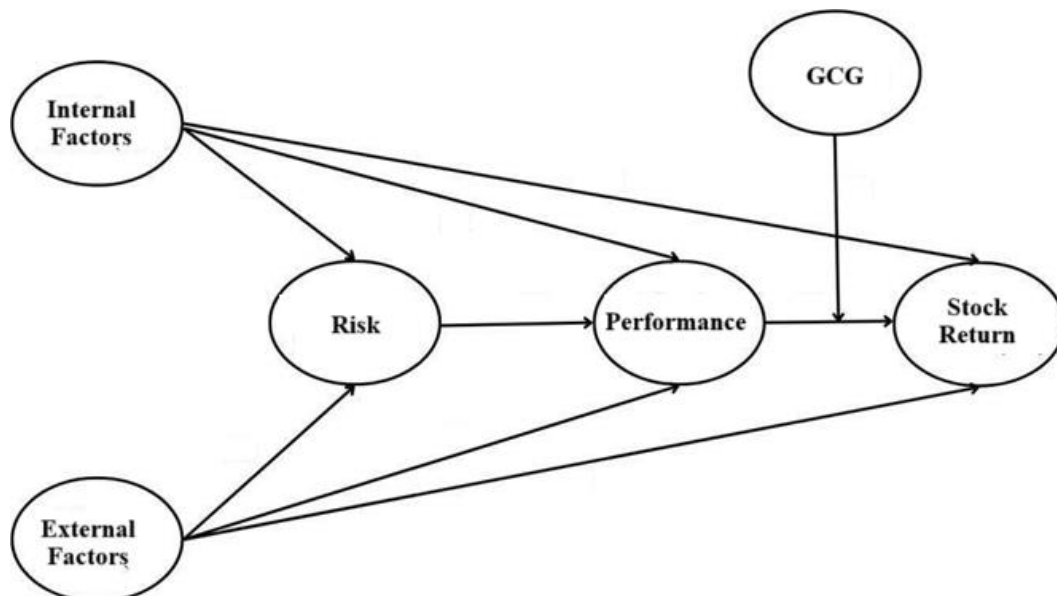 GCG
Internal
Factors
Risk
Performance
Stock
Return
External
Factors